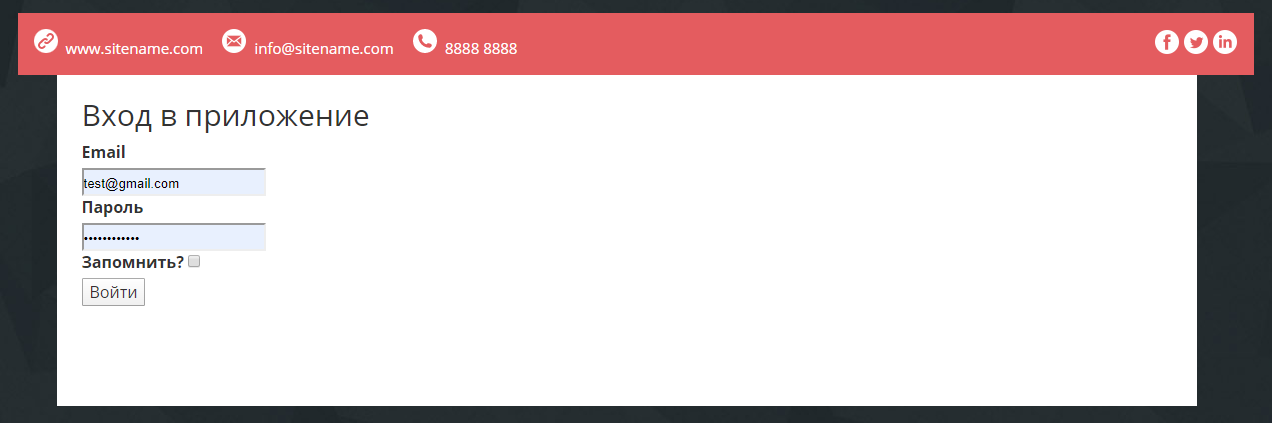 www.sitename.com info@sitename.com 8888 8888
Вход в приложение
Email
test@gmail.com
Пароль
••••••••••••
Запомнить?
Войти